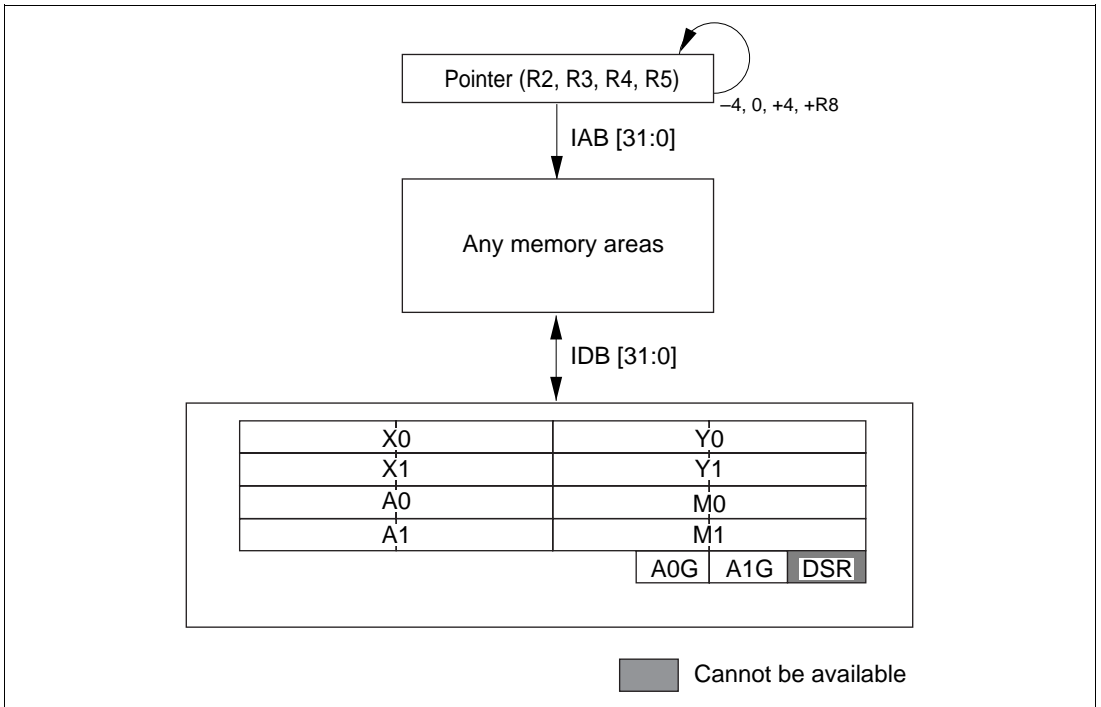 Pointer (R2, R3, R4, R5)
–4, 0, +4, +R8
IAB [31:0]
Any memory areas
IDB [31:0]
X0 Y0
X1 Y1
A0 M0
A1 M1
A0G A1G DSR
Cannot be available